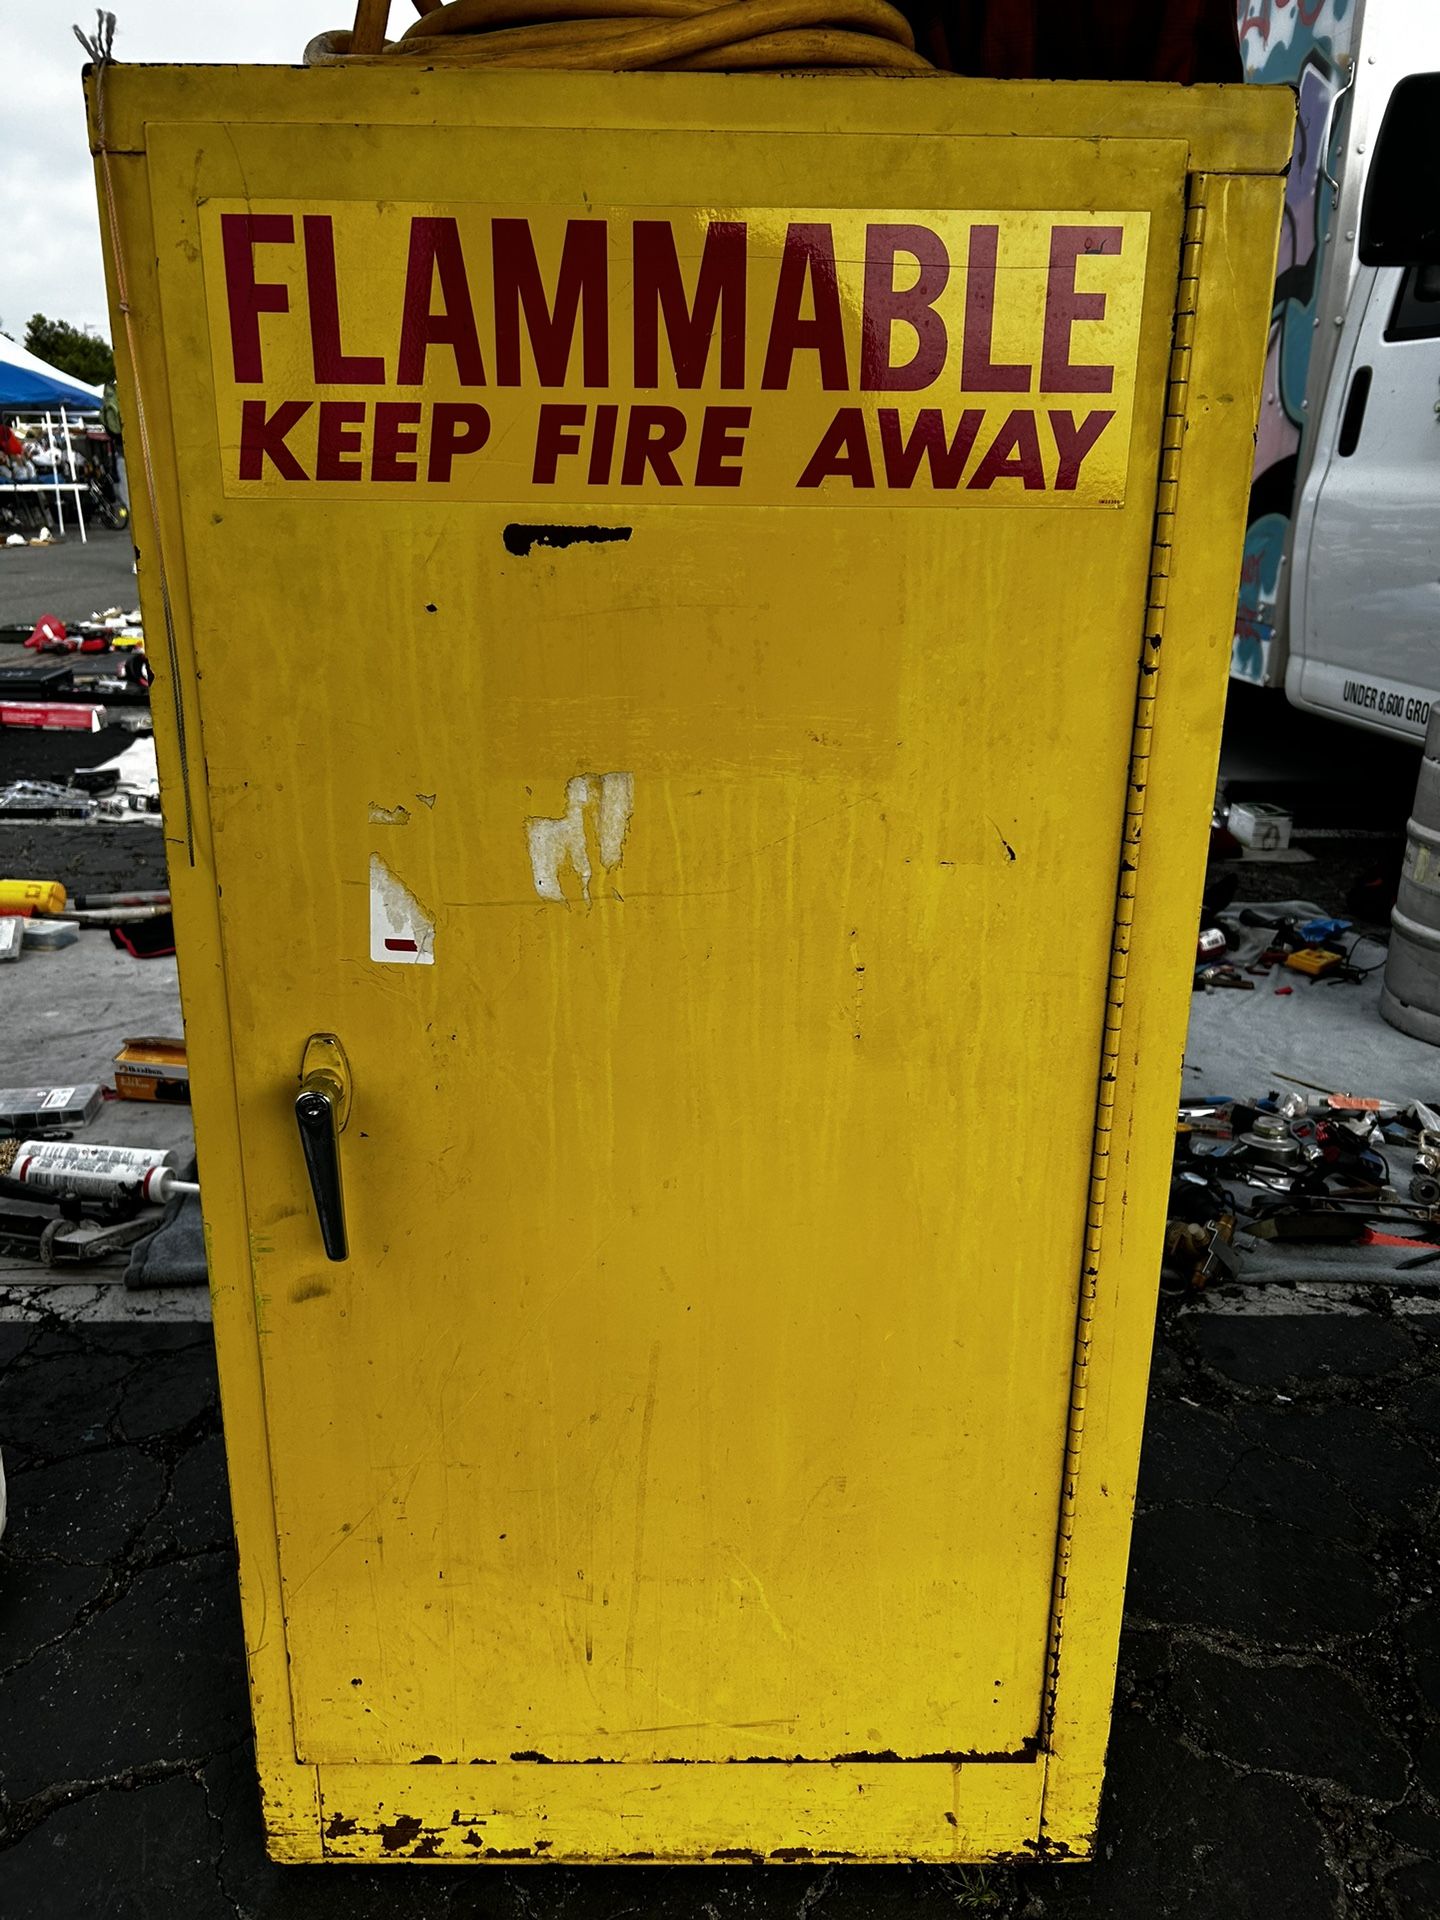 FLAMMABLE
KEEP FIRE AWAY
UNDER 8,600 GRO